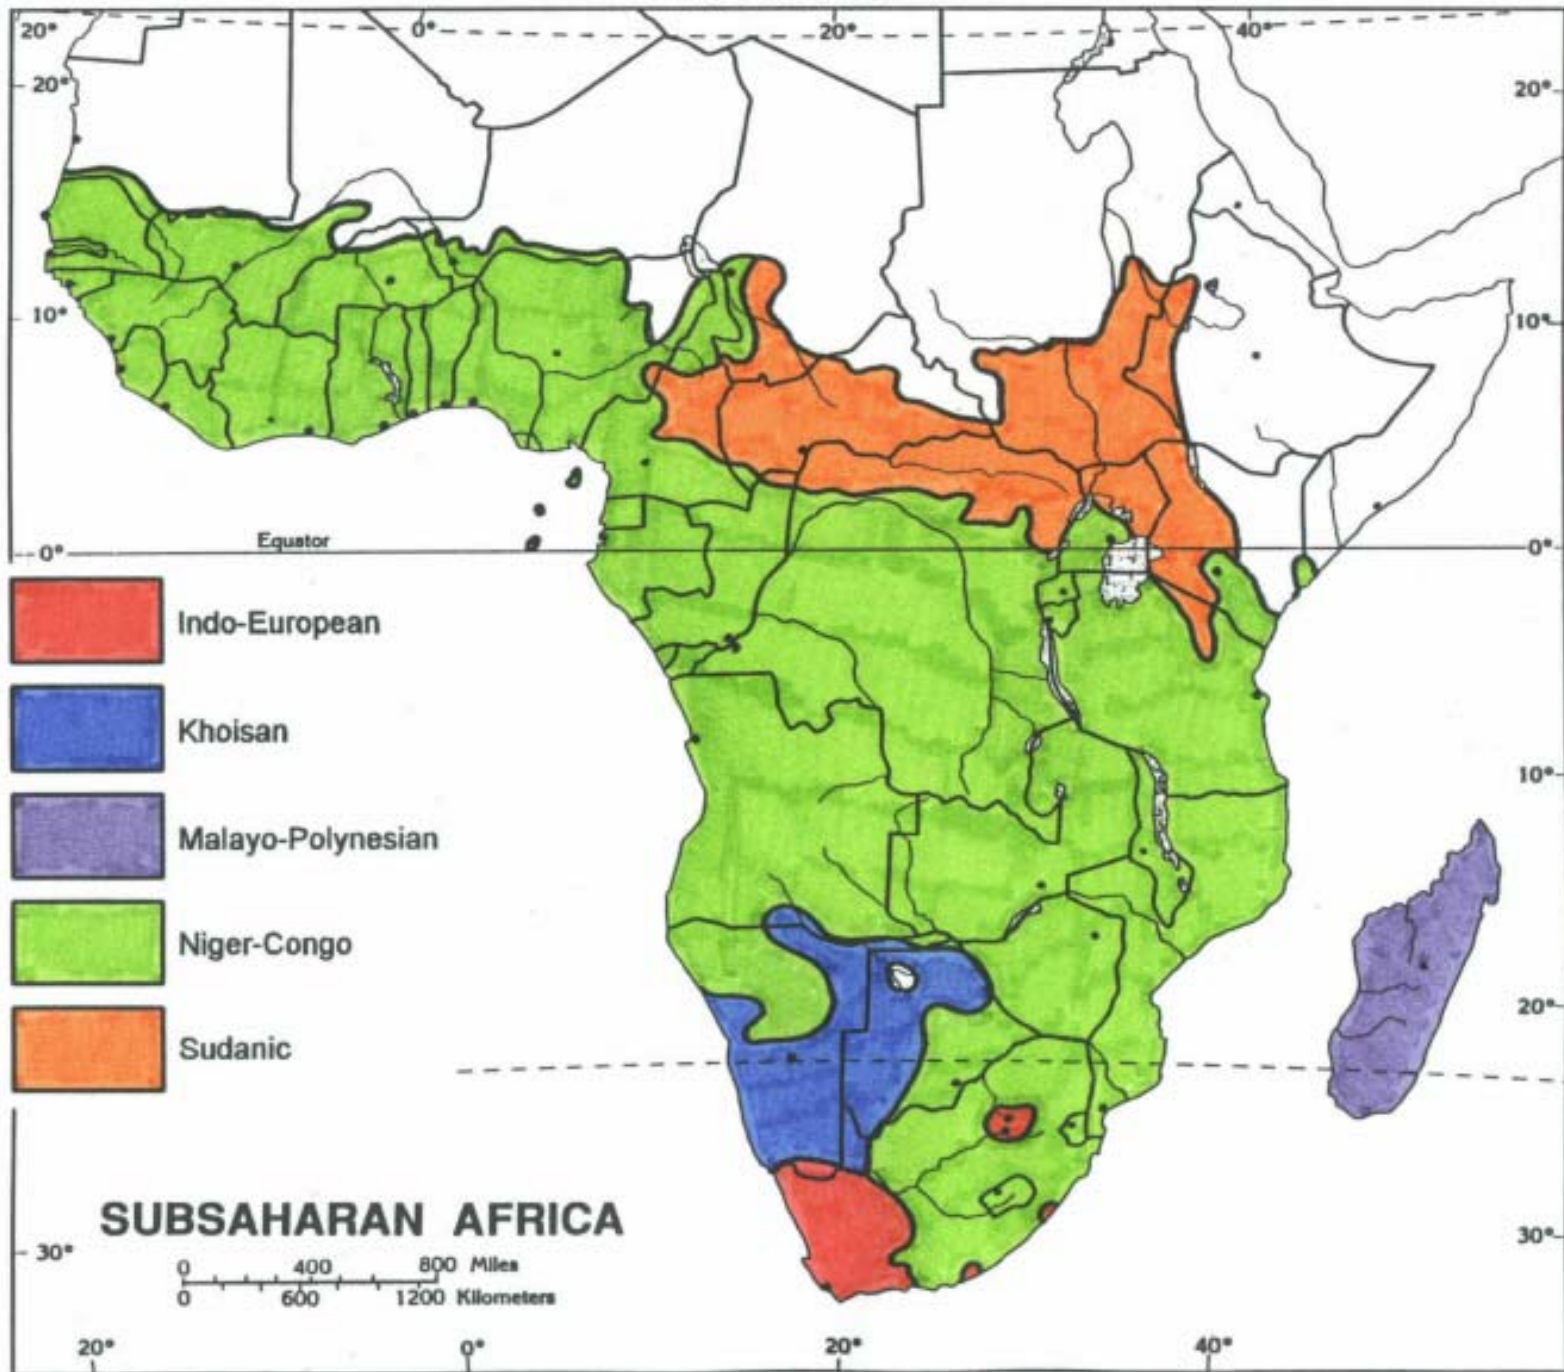 20° 0° 20° 40°
20° 20°
10° 10°
Equator
0° 0°
Indo-European
Khoisan
Malayo-Polynesian
Niger-Congo
Sudanic
10°
20°
SUBSAHARAN AFRICA
30° 30°
0 400 800 Miles
0 600 1200 Kilometers
20° 0° 20° 40°